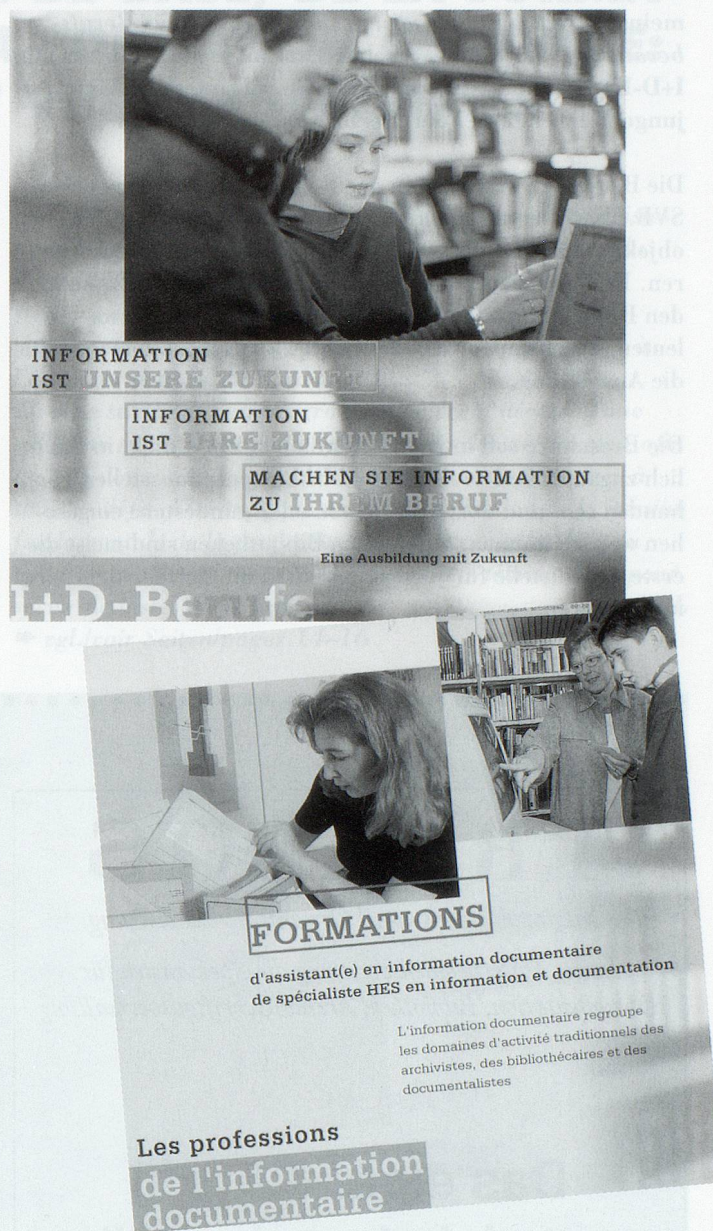 INFORMATION
IST UNSERE ZUKUNFT
INFORMATION
IST IHRE ZUKUNFT
MACHEN SIE INFORMATION
ZU IHREM BERUF
Eine Ausbildung mit Zukunft
I+D-Berufe
FORMATIONS
d'assistant(e) en information documentaire
de spécialiste HES en information et documentation
L'information documentaire regroupe
les domaines d'activité traditionnels des
archivistes, des bibliothécaires et des
documentalistes
Les professions
de l'information
documentaire